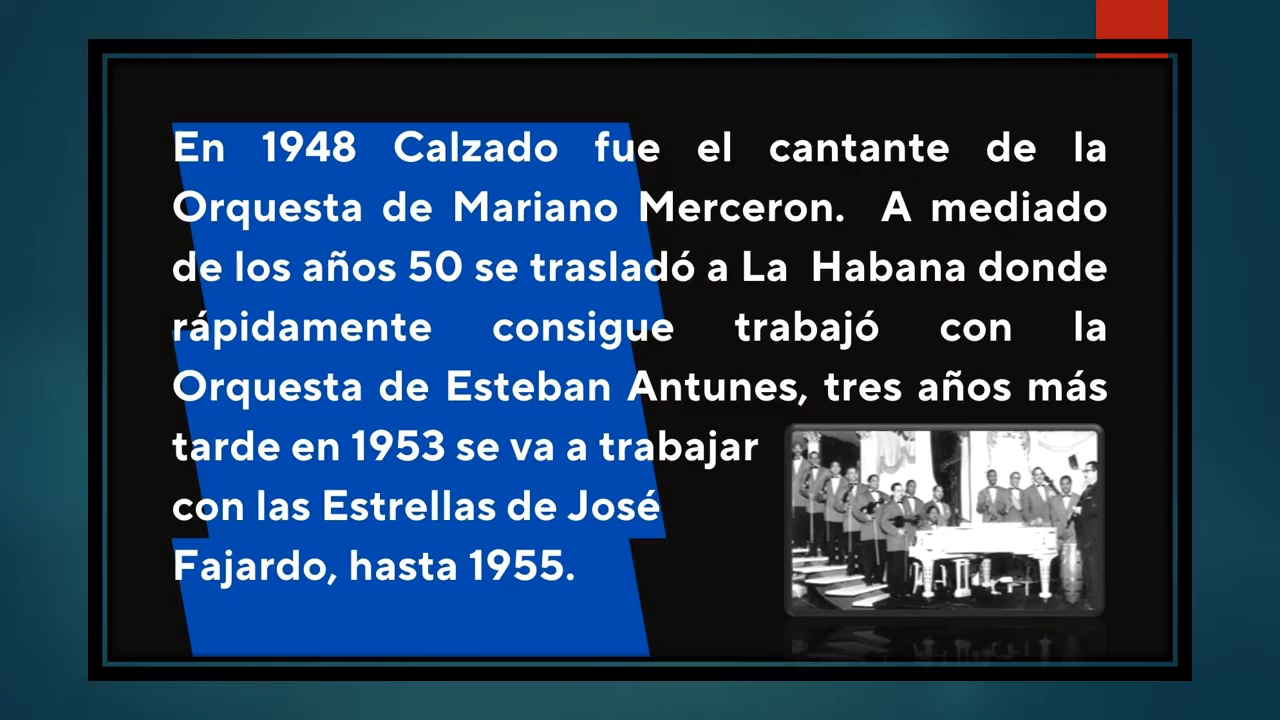 En 1948 Calzado fue el cantante de la
Orquesta de Mariano Merceron. A mediado
de los años 50 se trasladó a La Habana donde
rápidamente consigue trabajó con la
Orquesta de Esteban Antunes, tres años más
tarde en 1953 se va a trabajar
con las Estrellas de José
Fajardo, hasta 1955.